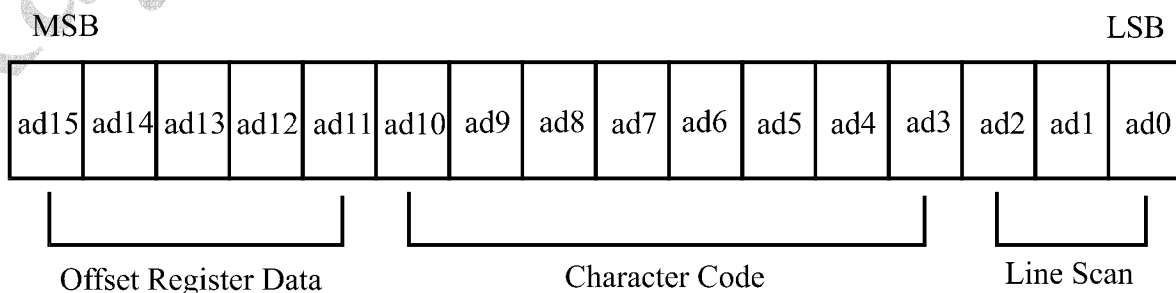 MSB LSB
ad15 ad14 ad13 ad12 ad11 ad10 ad9 ad8 ad7 ad6 ad5 ad4 ad3 ad2 ad1 ad0
Offset Register Data Character Code Line Scan